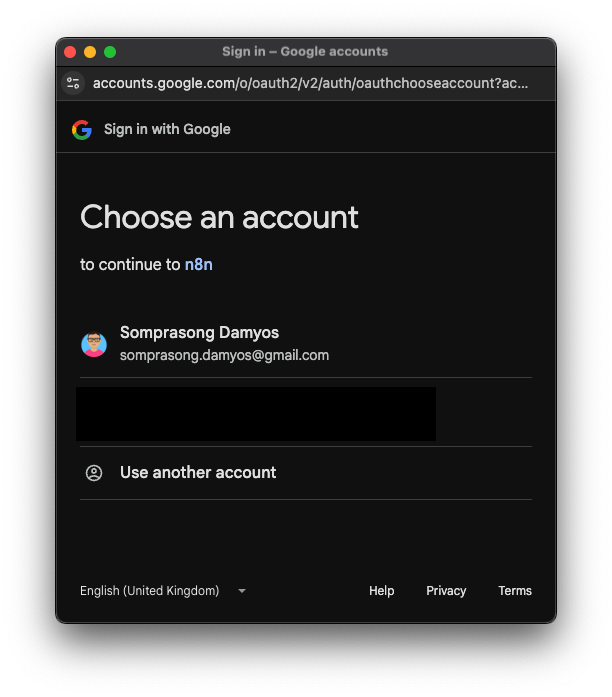 Sign in – Google accounts
accounts.google.com/o/oauth2/v2/auth/oauthchooseaccount?ac...
Sign in with Google
Choose an account
to continue to n8n
Somprasong Damyos
somprasong.damyos@gmail.com
Use another account
English (United Kingdom) Help Privacy Terms